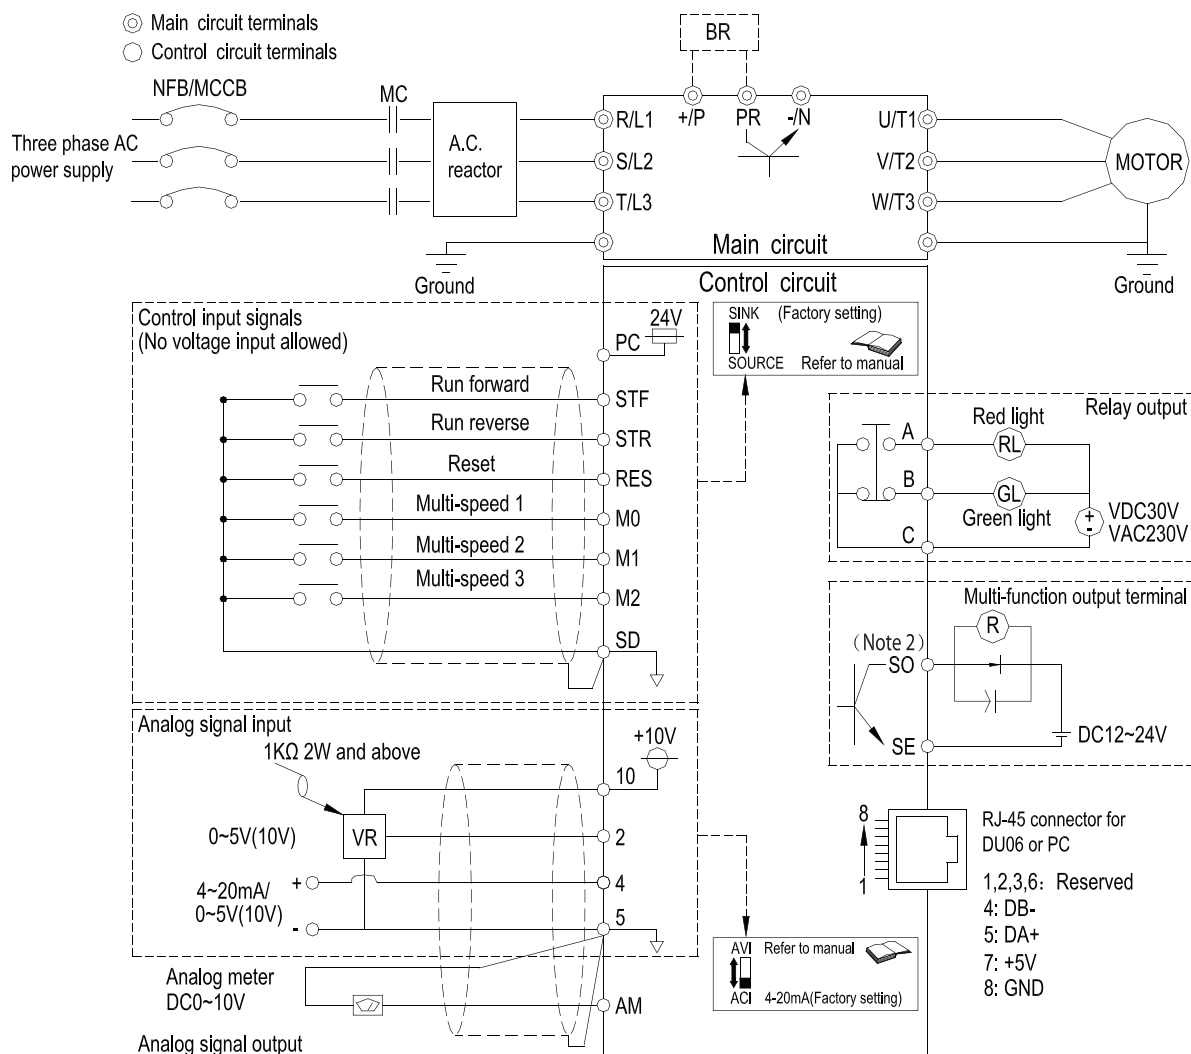 Main circuit terminals
Control circuit terminals
BR
NFB/MCCB
MC
Three phase AC
power supply
A.C.
reactor
R/L1
S/L2
T/L3
+/P
PR
-/N
U/T1
V/T2
W/T3
MOTOR
Main circuit
Ground
Ground
Control circuit
Control input signals
(No voltage input allowed)
24V
PC
SINK (Factory setting)
SOURCE Refer to manual
Run forward
STF
Run reverse
STR
Reset
RES
Multi-speed 1
M0
Multi-speed 2
M1
Multi-speed 3
M2
SD
Relay output
Red light
A
RL
B
GL
Green light
C
+
-
VDC30V
VAC230V
Multi-function output terminal
R
（Note 2）
SO
SE
DC12~24V
Analog signal input
1KΩ 2W and above
+10V
10
0~5V(10V)
VR
2
4~20mA/
0~5V(10V)
+
-
4
5
8
1
RJ-45 connector for
DU06 or PC
1,2,3,6: Reserved
4: DB-
5: DA+
7: +5V
8: GND
AVI Refer to manual
ACI 4-20mA(Factory setting)
Analog meter
DC0~10V
AM
Analog signal output